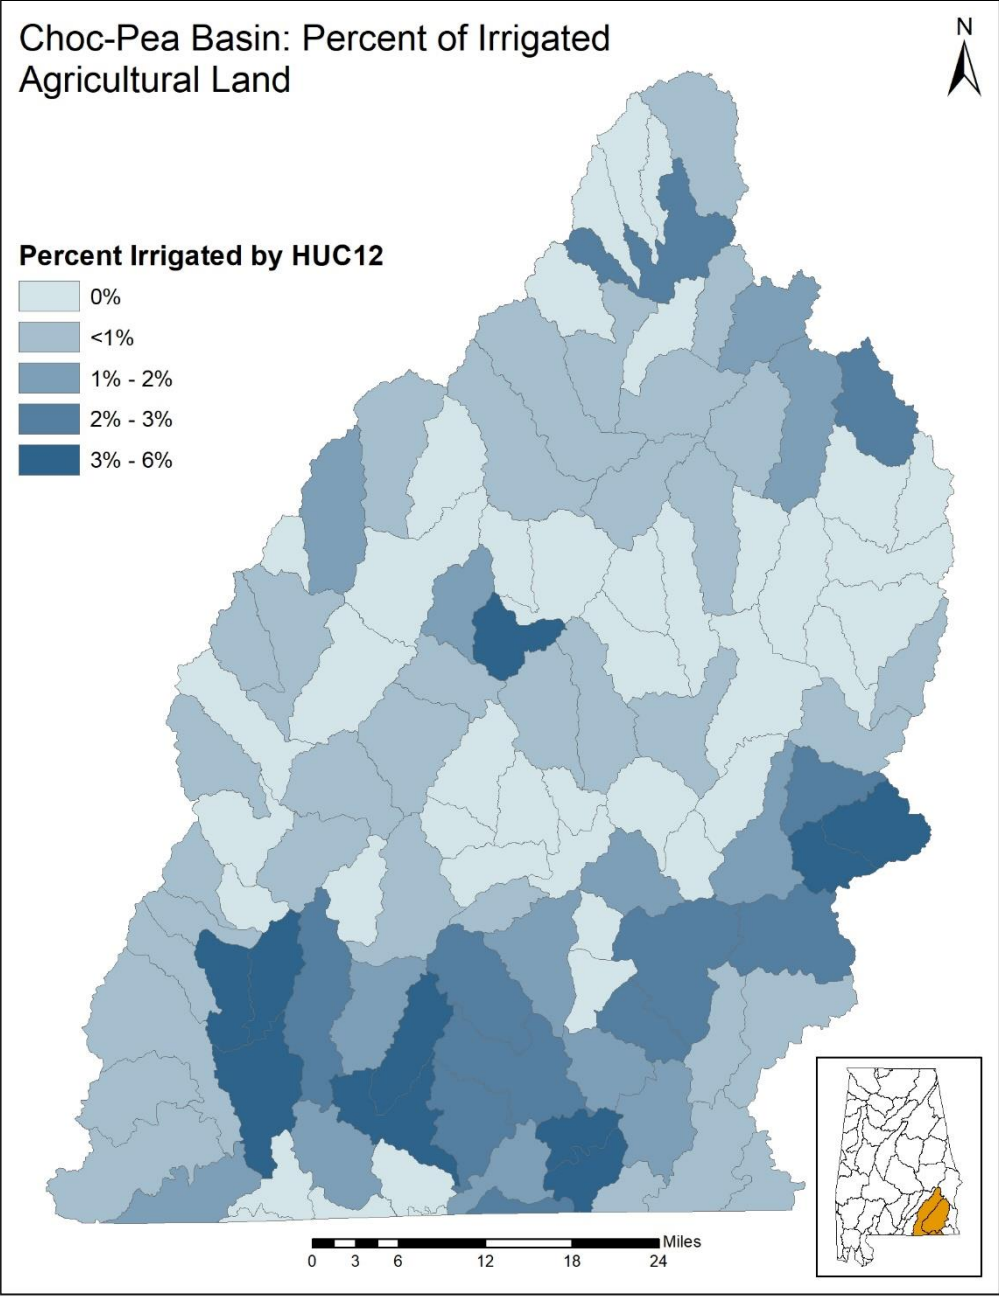 Choc-Pea Basin: Percent of Irrigated
Agricultural Land
N
Percent Irrigated by HUC12
0%
<1%
1% - 2%
2% - 3%
3% - 6%
Miles
0 3 6 12 18 24